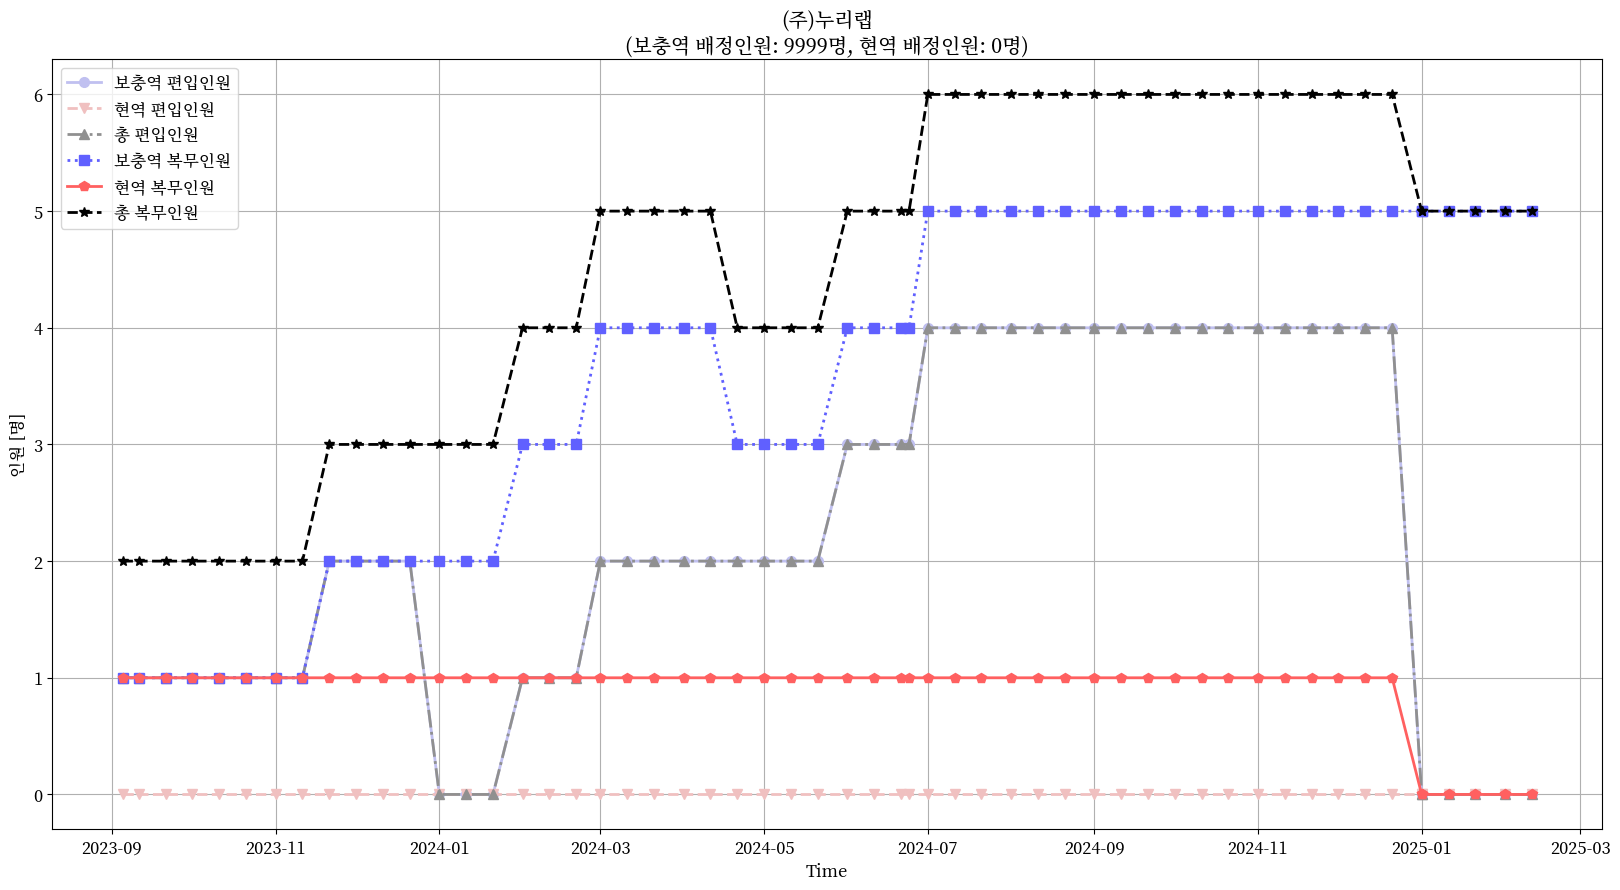 (주)누리랩
(보충역 배정인원: 9999명, 현역 배정인원: 0명)
보충역 편입인원
현역 편입인원
총 편입인원
보충역 복무인원
현역 복무인원
총 복무인원
인원 [명]
6
5
4
3
2
1
0
2023-09
2023-11
2024-01
2024-03
2024-05
2024-07
2024-09
2024-11
2025-01
2025-03
Time